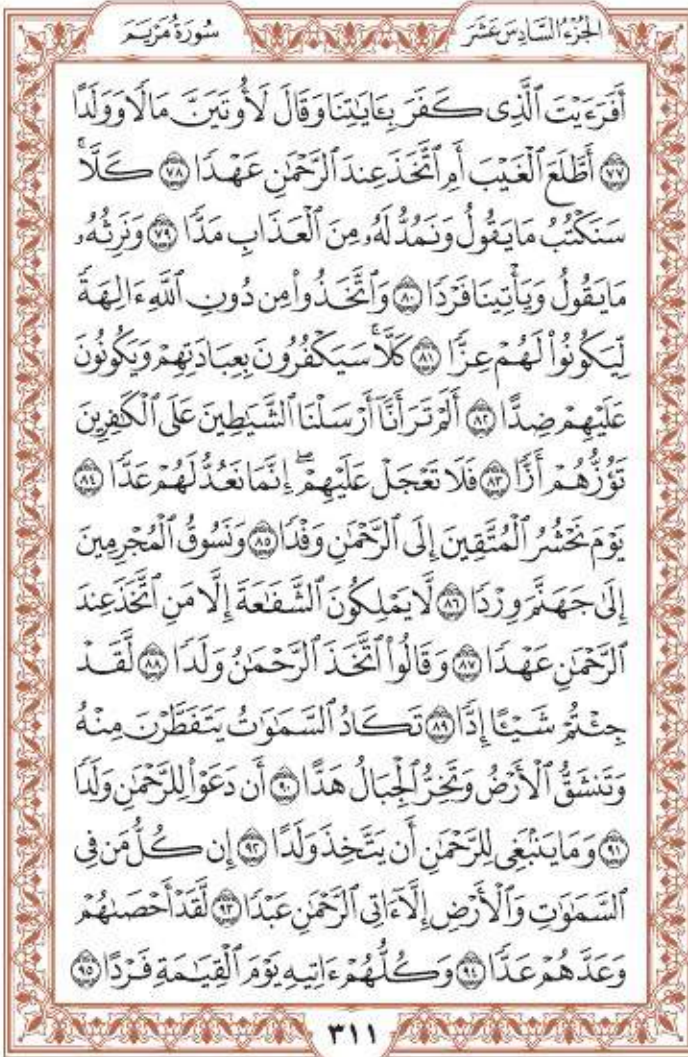 الجُزْءُ السَّادِسَ عَشَرَ
سُورَةُ مَرْيَمَ
أَفَرَءَيْتَ ٱلَّذِى كَفَرَ بِـَٔايَٰتِنَا وَقَالَ لَأُوتَيَنَّ مَالًا وَوَلَدًا
٧٧ أَطَّلَعَ ٱلْغَيْبَ أَمِ ٱتَّخَذَ عِندَ ٱلرَّحْمَٰنِ عَهْدًا ٧٨ كَلَّا ۚ
سَنَكْتُبُ مَا يَقُولُ وَنَمُدُّ لَهُۥ مِنَ ٱلْعَذَابِ مَدًّا ٧٩ وَنَرِثُهُۥ
مَا يَقُولُ وَيَأْتِينَا فَرْدًا ٨٠ وَٱتَّخَذُوا۟ مِن دُونِ ٱللَّهِ ءَالِهَةً
لِّيَكُونُوا۟ لَهُمْ عِزًّا ٨١ كَلَّا ۚ سَيَكْفُرُونَ بِعِبَادَتِهِمْ وَيَكُونُونَ
عَلَيْهِمْ ضِدًّا ٨٢ أَلَمْ تَرَ أَنَّآ أَرْسَلْنَا ٱلشَّيَٰطِينَ عَلَى ٱلْكَٰفِرِينَ
تَؤُزُّهُمْ أَزًّا ٨٣ فَلَا تَعْجَلْ عَلَيْهِمْ ۖ إِنَّمَا نَعُدُّ لَهُمْ عَدًّا ٨٤
يَوْمَ نَحْشُرُ ٱلْمُتَّقِينَ إِلَى ٱلرَّحْمَٰنِ وَفْدًا ٨٥ وَنَسُوقُ ٱلْمُجْرِمِينَ
إِلَىٰ جَهَنَّمَ وِرْدًا ٨٦ لَّا يَمْلِكُونَ ٱلشَّفَٰعَةَ إِلَّا مَنِ ٱتَّخَذَ عِندَ
ٱلرَّحْمَٰنِ عَهْدًا ٨٧ وَقَالُوا۟ ٱتَّخَذَ ٱلرَّحْمَٰنُ وَلَدًا ٨٨ لَّقَدْ
جِئْتُمْ شَيْـًٔا إِدًّا ٨٩ تَكَادُ ٱلسَّمَٰوَٰتُ يَتَفَطَّرْنَ مِنْهُ
وَتَنشَقُّ ٱلْأَرْضُ وَتَخِرُّ ٱلْجِبَالُ هَدًّا ٩٠ أَن دَعَوْا۟ لِلرَّحْمَٰنِ وَلَدًا
٩١ وَمَا يَنۢبَغِى لِلرَّحْمَٰنِ أَن يَتَّخِذَ وَلَدًا ٩٢ إِن كُلُّ مَن فِى
ٱلسَّمَٰوَٰتِ وَٱلْأَرْضِ إِلَّآ ءَاتِى ٱلرَّحْمَٰنِ عَبْدًا ٩٣ لَّقَدْ أَحْصَىٰهُمْ
وَعَدَّهُمْ عَدًّا ٩٤ وَكُلُّهُمْ ءَاتِيهِ يَوْمَ ٱلْقِيَٰمَةِ فَرْدًا ٩٥
٣١١